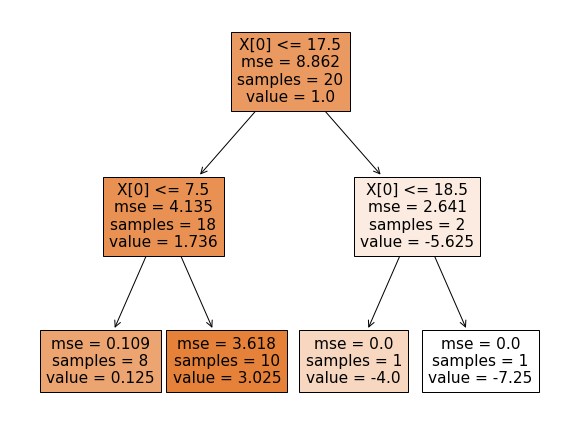 X[0] <= 17.5
mse = 8.862
samples = 20
value = 1.0
X[0] <= 7.5
mse = 4.135
samples = 18
value = 1.736
X[0] <= 18.5
mse = 2.641
samples = 2
value = -5.625
mse = 0.109
samples = 8
value = 0.125
mse = 3.618
samples = 10
value = 3.025
mse = 0.0
samples = 1
value = -4.0
mse = 0.0
samples = 1
value = -7.25